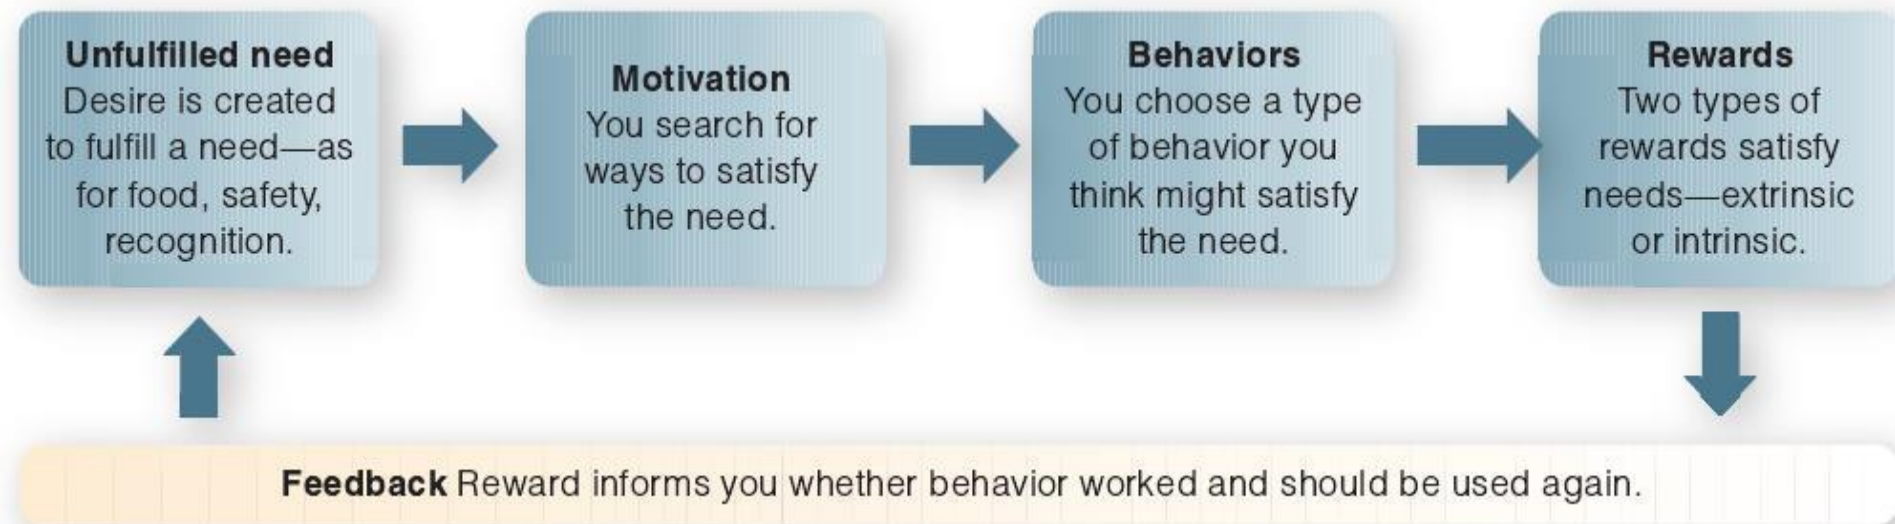 Unfulfilled need
Desire is created
to fulfill a need—as
for food, safety,
recognition.
Motivation
You search for
ways to satisfy
the need.
Behaviors
You choose a type
of behavior you
think might satisfy
the need.
Rewards
Two types of
rewards satisfy
needs—extrinsic
or intrinsic.
Feedback Reward informs you whether behavior worked and should be used again.